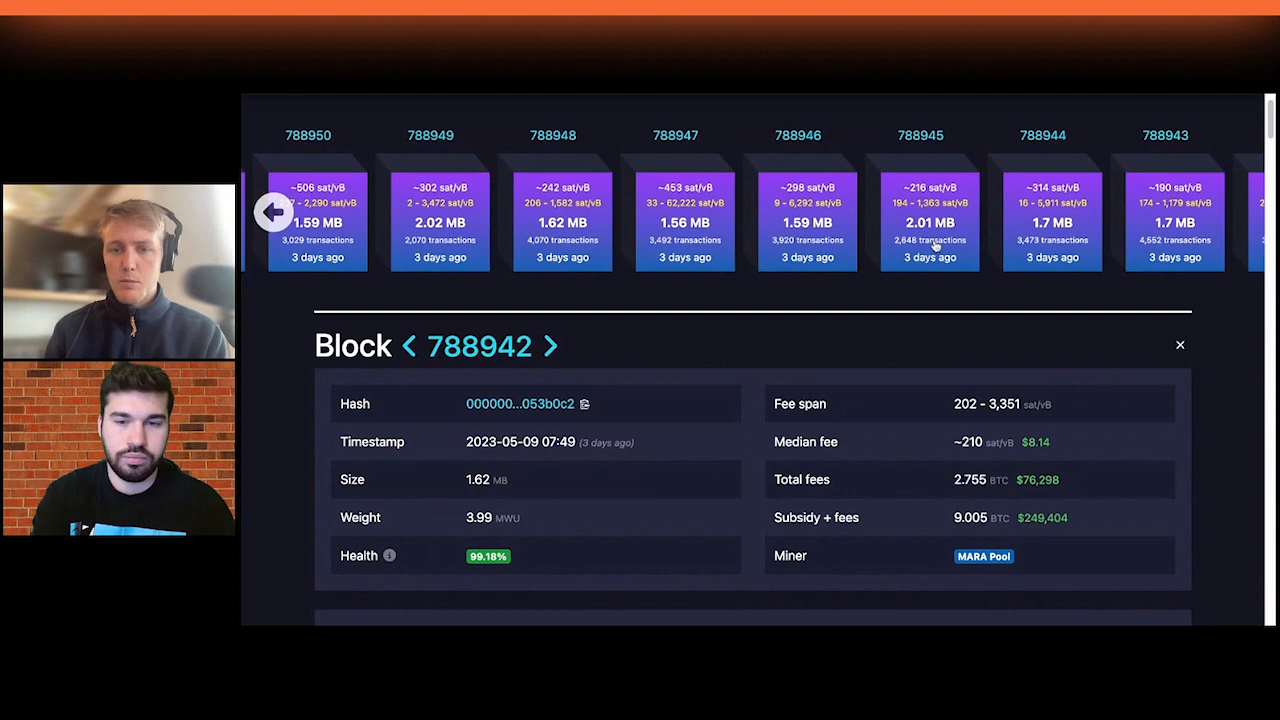 788950 788949 788948 788947 788946 788945 788944 788943
~506 sat/vB ~302 sat/vB ~242 sat/vB ~453 sat/vB ~298 sat/vB ~216 sat/vB ~314 sat/vB ~190 sat/vB
- 2,290 sat/vB 2 - 3,472 sat/vB 206 - 1,582 sat/vB 33 - 62,222 sat/vB 9 - 6,292 sat/vB 194 - 1,363 sat/vB 16 - 5,911 sat/vB 174 - 1,179 sat/vB
1.59 MB 2.02 MB 1.62 MB 1.56 MB 1.59 MB 2.01 MB 1.7 MB 1.7 MB
3,029 transactions 2,070 transactions 4,070 transactions 3,492 transactions 3,920 transactions 2,648 transactions 3,473 transactions 4,552 transactions
3 days ago 3 days ago 3 days ago 3 days ago 3 days ago 3 days ago 3 days ago 3 days ago
Block < 788942 >
Hash 000000...053b0c2 Fee span 202 - 3,351 sat/vB
Timestamp 2023-05-09 07:49 (3 days ago) Median fee ~210 sat/vB $8.14
Size 1.62 MB Total fees 2.755 BTC $76,298
Weight 3.99 MWU Subsidy + fees 9.005 BTC $249,404
Health 99.18% Miner MARA Pool